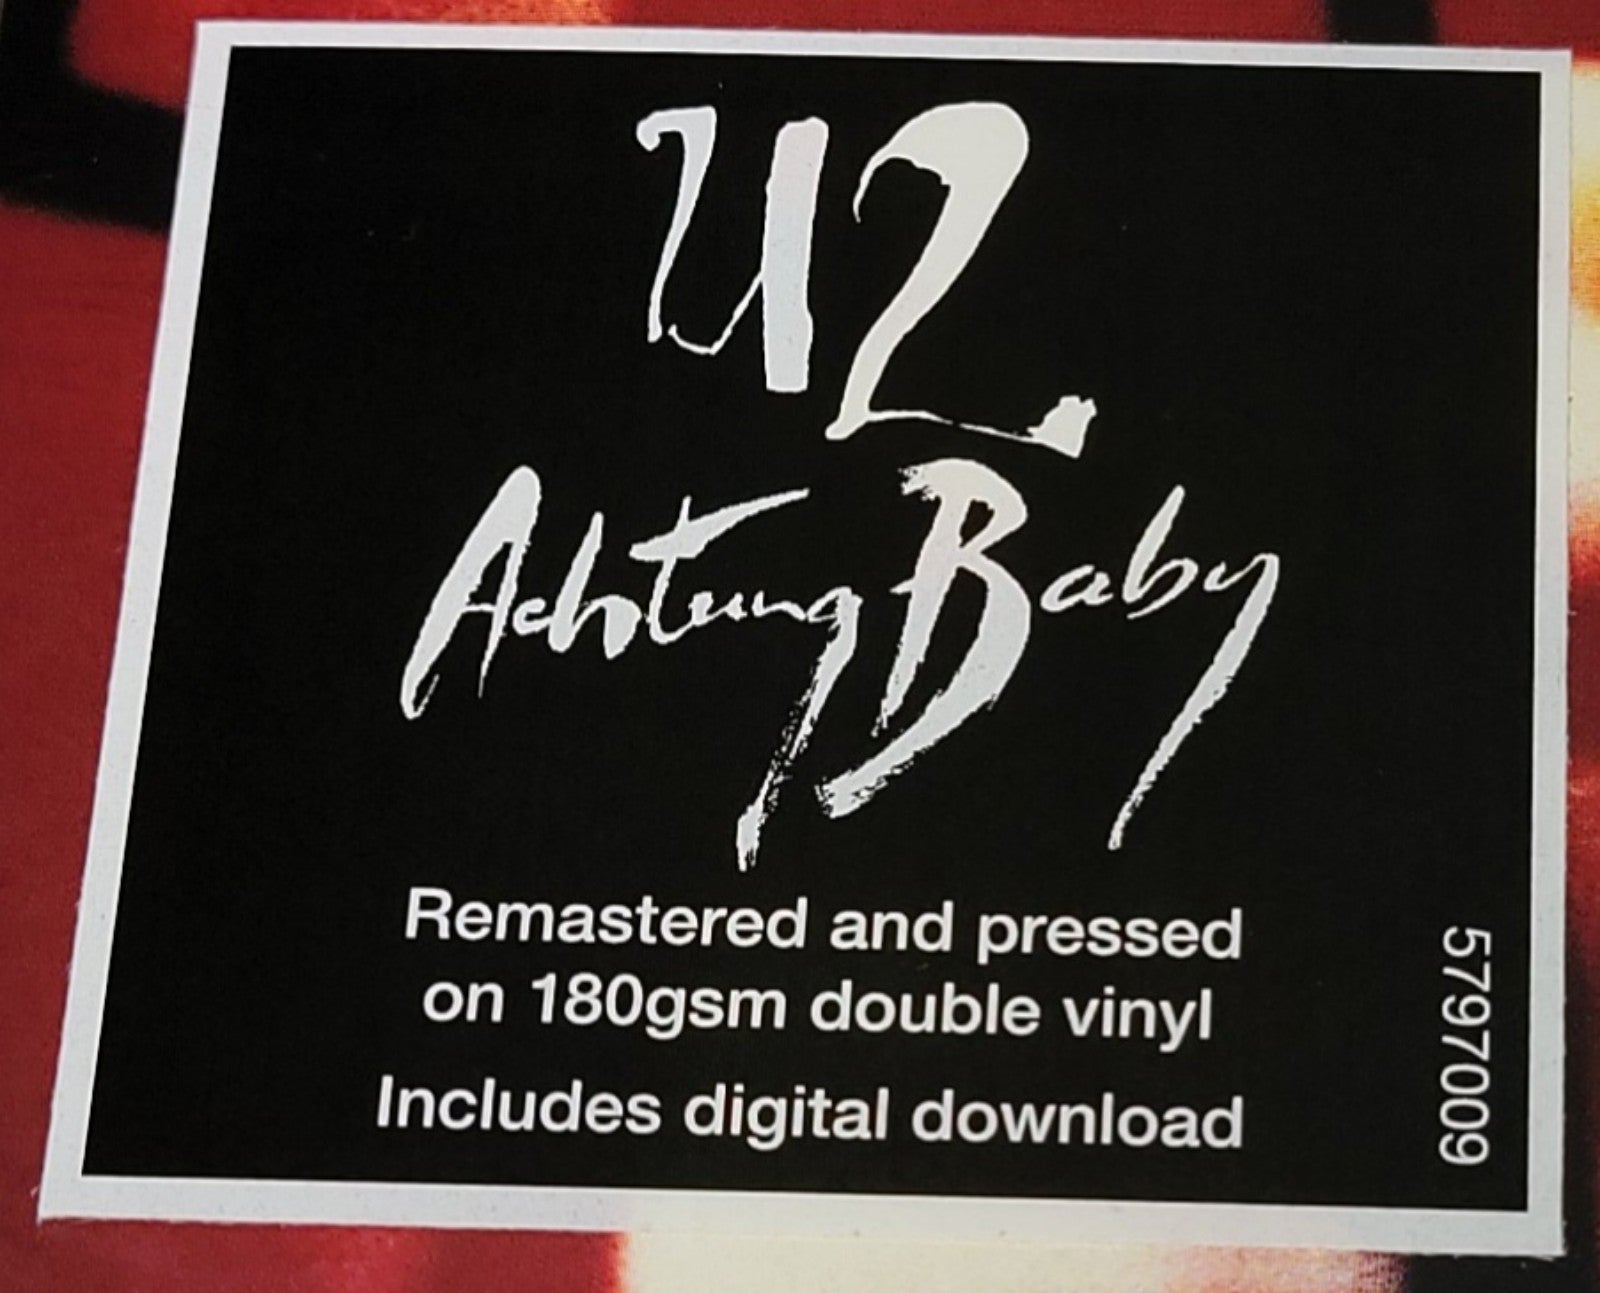 U2
Achtung Baby
Remastered and pressed
on 180gsm double vinyl
Includes digital download
5797009